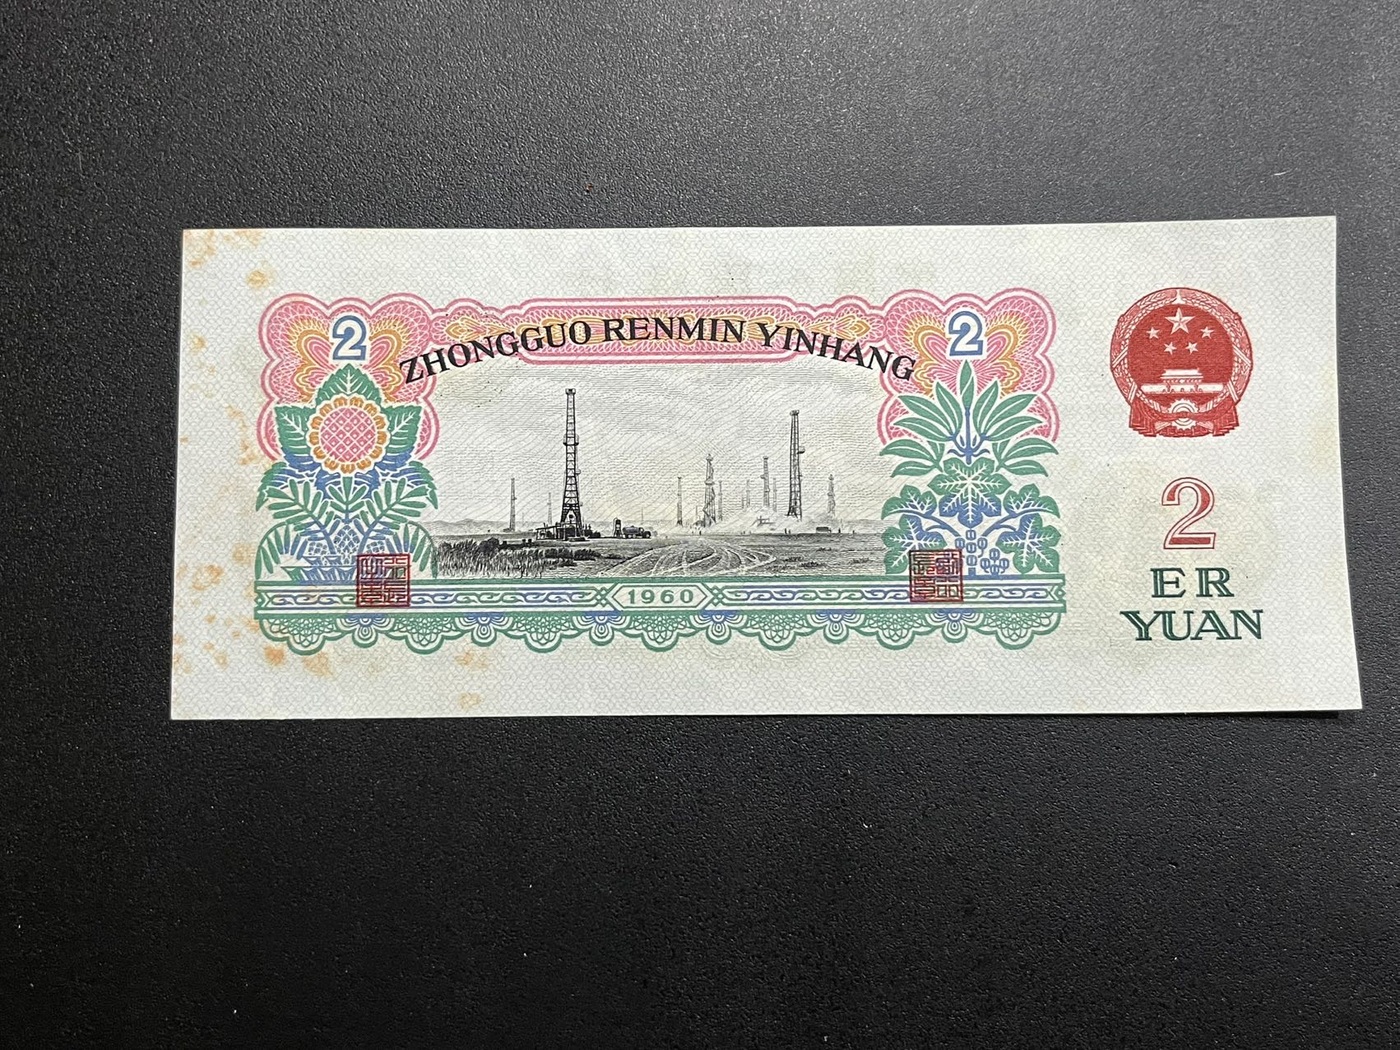 2
ZHONGGUO RENMIN YINHANG
2
1960
2
ER
YUAN